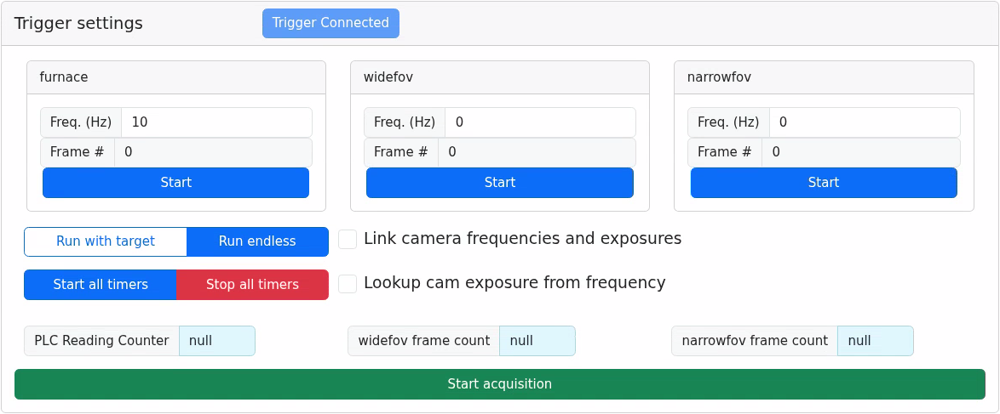 Trigger settings Trigger Connected
furnace widefov narrowfov
Freq. (Hz) 10 Freq. (Hz) 0 Freq. (Hz) 0
Frame # 0 Frame # 0 Frame # 0
Start Start Start
Run with target Run endless Link camera frequencies and exposures
Start all timers Stop all timers Lookup cam exposure from frequency
PLC Reading Counter null widefov frame count null narrowfov frame count null
Start acquisition